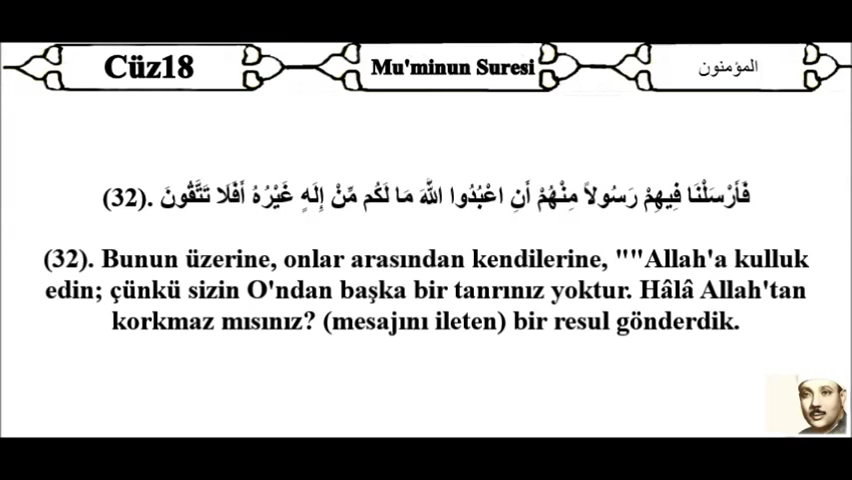 Cüz18
Mu'minun Suresi
المؤمنون
فَأَرْسَلْنَا فِيهِمْ رَسُولاً مِنْهُمْ أَنِ اعْبُدُوا اللَّهَ مَا لَكُم مِّنْ إِلَهٍ غَيْرُهُ أَفَلَا تَتَّقُونَ .(32)
(32). Bunun üzerine, onlar arasından kendilerine, ""Allah'a kulluk
edin; çünkü sizin O'ndan başka bir tanrınız yoktur. Hâlâ Allah'tan
korkmaz mısınız? (mesajını ileten) bir resul gönderdik.